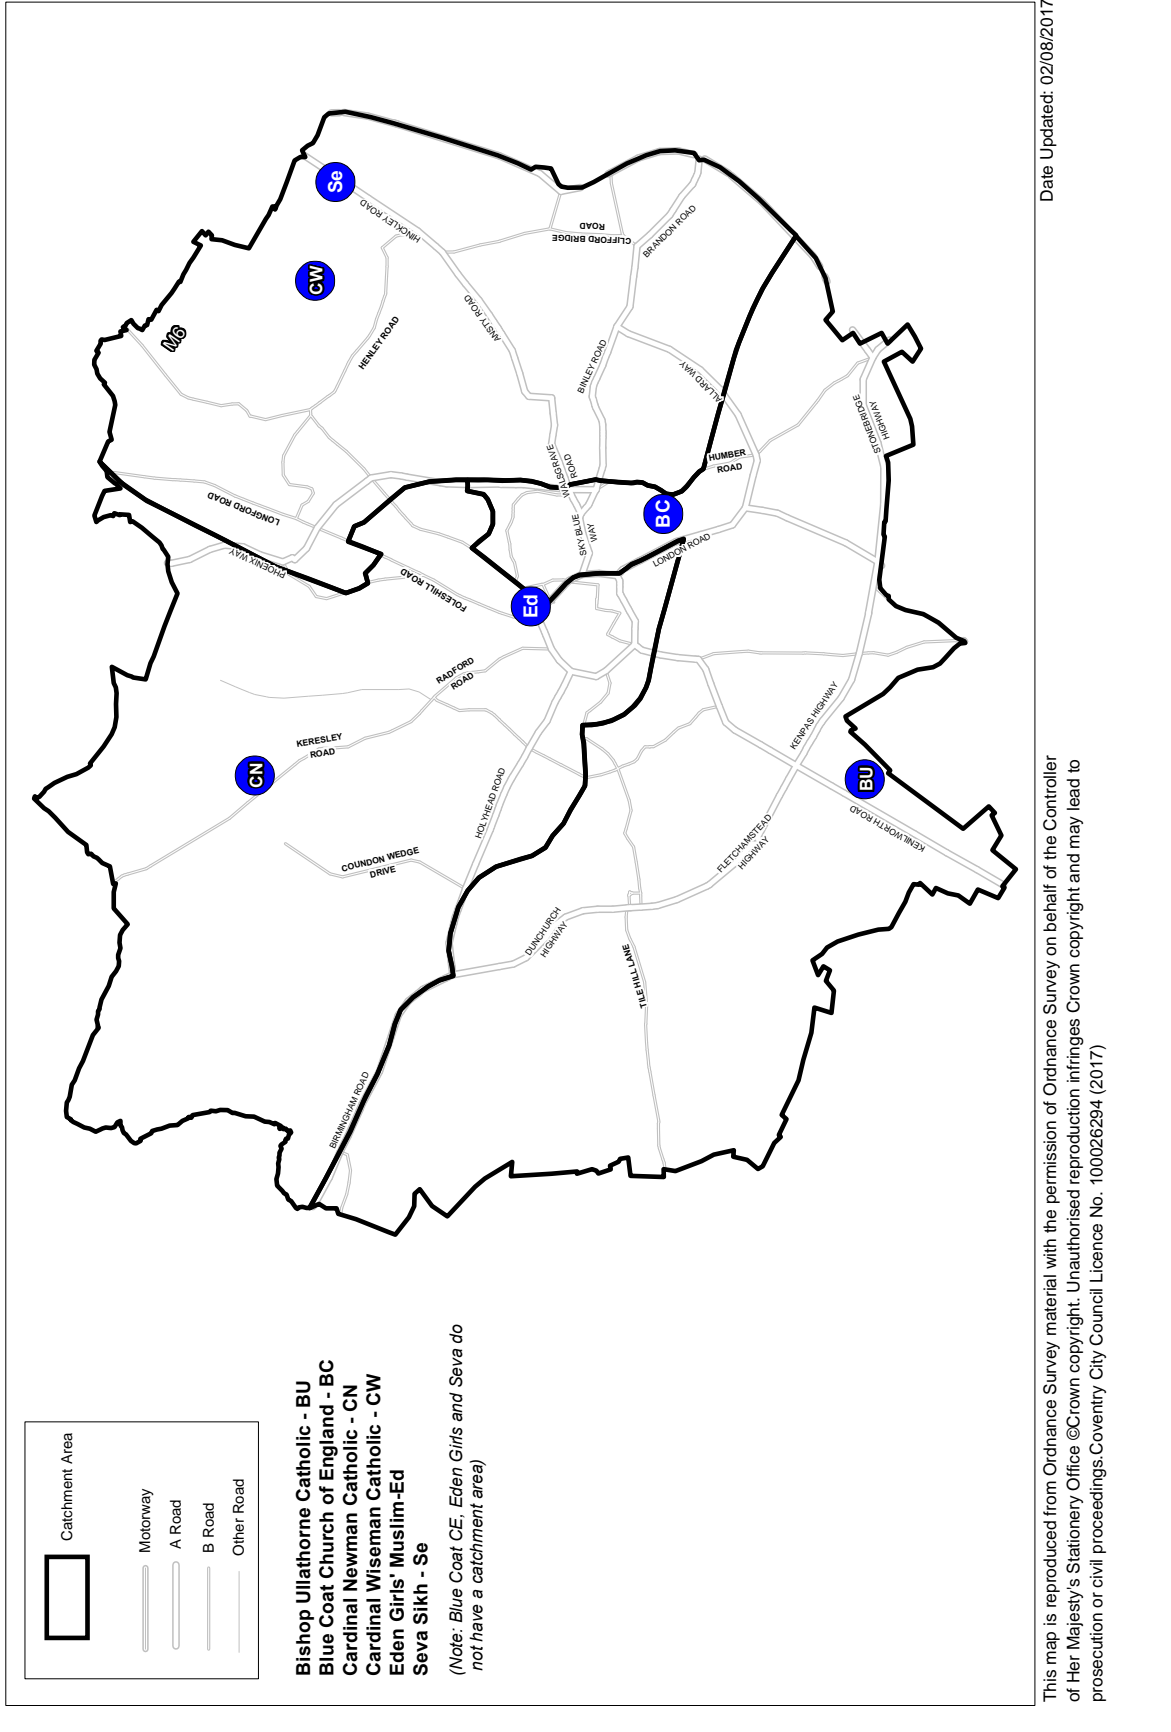 Catchment Area
Motorway
A Road
B Road
Other Road
Bishop Ullathorne Catholic - BU
Blue Coat Church of England - BC
Cardinal Newman Catholic - CN
Cardinal Wiseman Catholic - CW
Eden Girls' Muslim-Ed
Seva Sikh - Se
(Note: Blue Coat CE, Eden Girls and Seva do
not have a catchment area)
M6
Se
CW
CN
Ed
BC
BU
HINCKLEY ROAD
HENLEY ROAD
ANSTY ROAD
CLIFFORD BRIDGE
ROAD
BRANDON ROAD
BINLEY ROAD
ALLARD WAY
WALSGRAVE
ROAD
SKY BLUE
WAY
HUMBER
ROAD
STONEBRIDGE
HIGHWAY
LONDON ROAD
LONGFORD ROAD
PHOENIX WAY
FOLESHILL ROAD
RADFORD
ROAD
KERESLEY
ROAD
HOLYHEAD ROAD
COUNDON WEDGE
DRIVE
BIRMINGHAM ROAD
DUNCHURCH
HIGHWAY
TILE HILL LANE
FLETCHAMSTEAD
HIGHWAY
KENPAS HIGHWAY
KENILWORTH ROAD
This map is reproduced from Ordnance Survey material with the permission of Ordnance Survey on behalf of the Controller
of Her Majesty's Stationery Office ©Crown copyright. Unauthorised reproduction infringes Crown copyright and may lead to
prosecution or civil proceedings.Coventry City Council Licence No. 100026294 (2017)
Date Updated: 02/08/2017